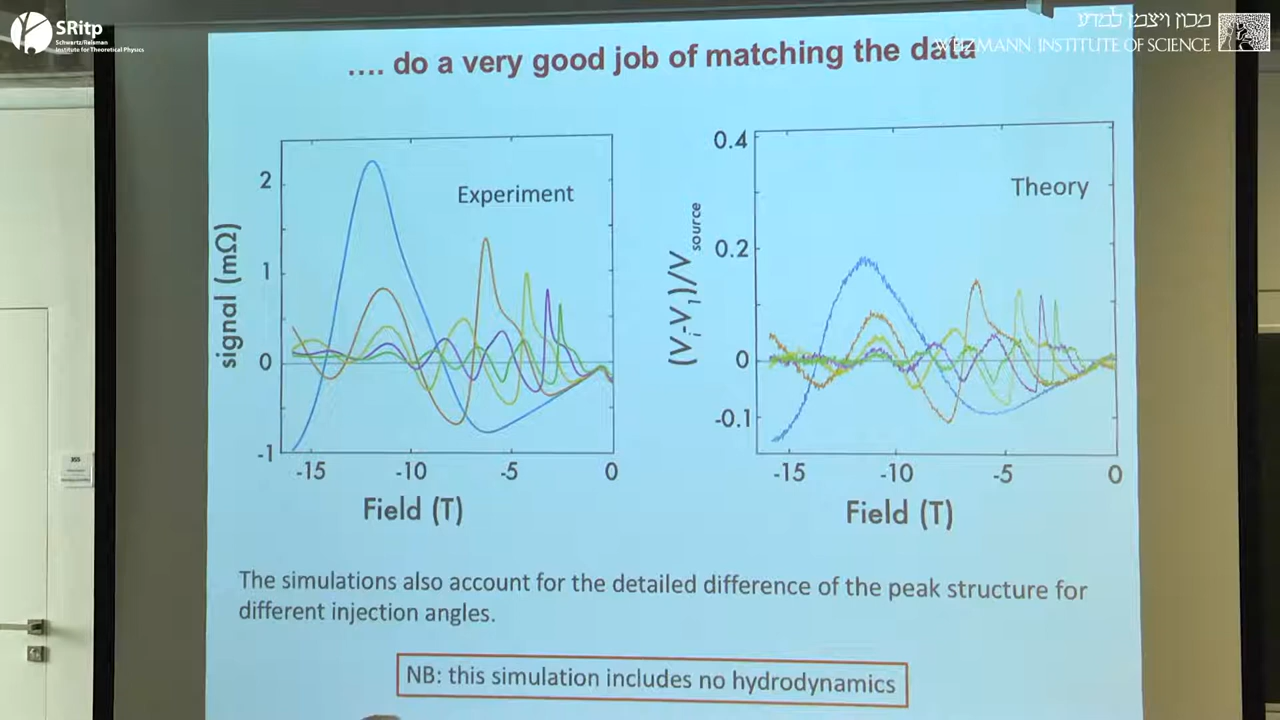 SRitp
Schwartz/Reisman
Institute for Theoretical Physics
מכון ויצמן למדע
WEIZMANN INSTITUTE OF SCIENCE
.... do a very good job of matching the data
signal (mΩ)
2
1
0
-1
Experiment
-15 -10 -5 0
Field (T)
(Vi-V1)/Vsource
0.4
0.2
0
-0.1
Theory
-15 -10 -5 0
Field (T)
The simulations also account for the detailed difference of the peak structure for
different injection angles.
NB: this simulation includes no hydrodynamics